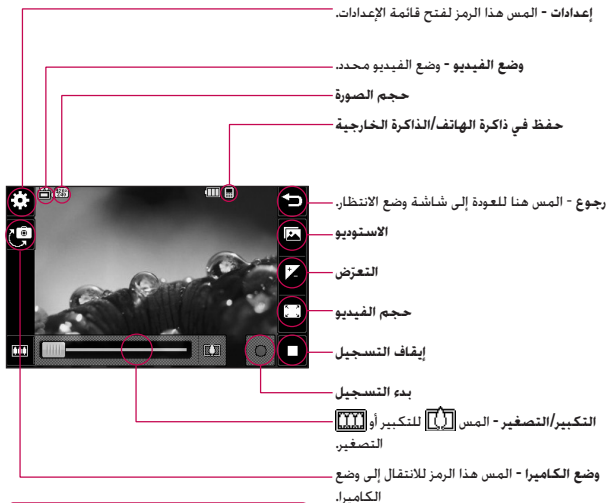 إعدادات - المس هذا الرمز لفتح قائمة الإعدادات.
وضع الفيديو - وضع الفيديو محدد.
حجم الصورة
حفظ في ذاكرة الهاتف/الذاكرة الخارجية
رجوع - المس هنا للعودة إلى شاشة وضع الانتظار.
الاستوديو
التعرّض
حجم الفيديو
إيقاف التسجيل
بدء التسجيل
التكبير/التصغير - المس للتكبير أو
التصغير.
وضع الكاميرا - المس هذا الرمز للانتقال إلى وضع
الكاميرا.